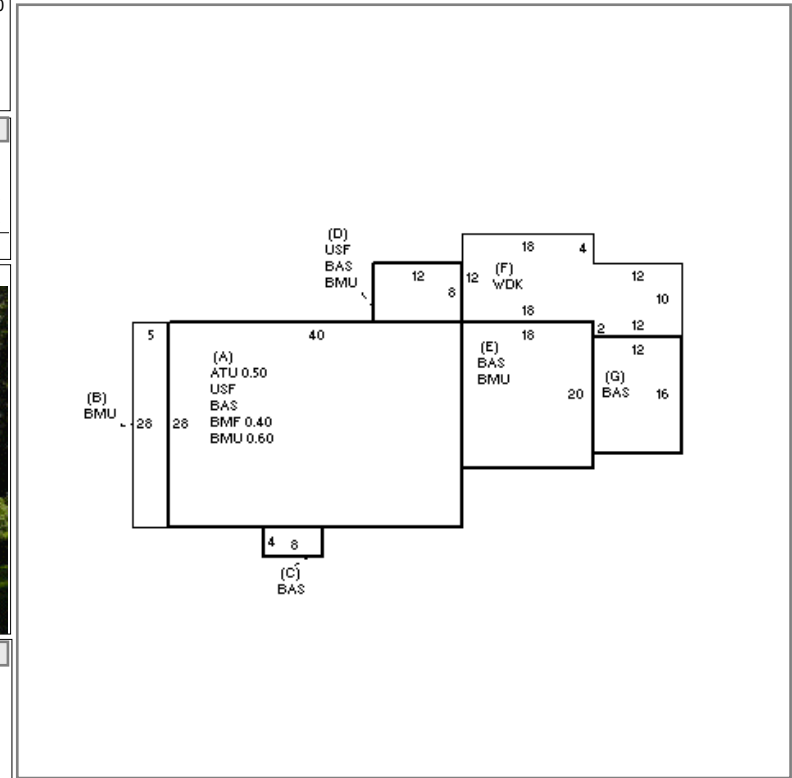 (D)
USF
BAS
BMU
12
8
18
4
12
(F)
WDK
18
12
10
2
12
5
40
(A)
ATU 0.50
USF
BAS
BMF 0.40
BMU 0.60
(B)
BMU
28
28
18
(E)
BAS
BMU
20
12
(G)
BAS
16
4
8
(C)
BAS